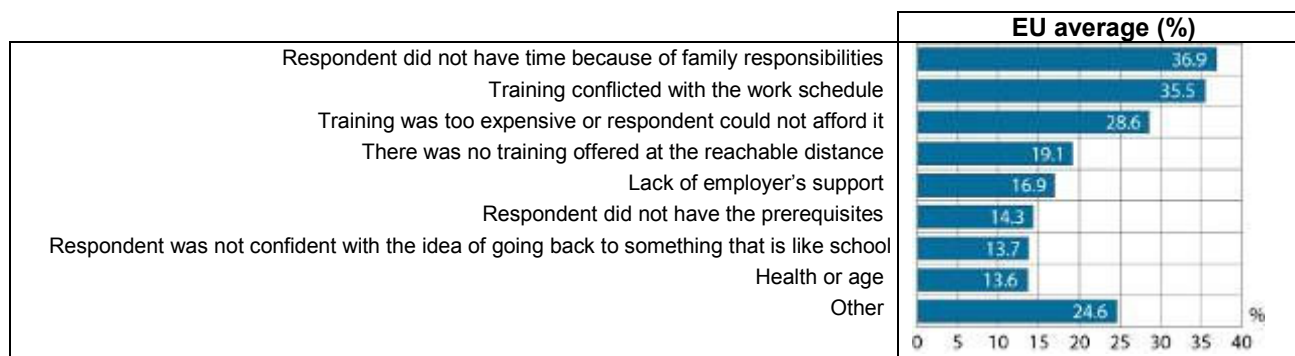 EU average (%)
Respondent did not have time because of family responsibilities 36.9
Training conflicted with the work schedule 35.5
Training was too expensive or respondent could not afford it 28.6
There was no training offered at the reachable distance 19.1
Lack of employer's support 16.9
Respondent did not have the prerequisites 14.3
Respondent was not confident with the idea of going back to something that is like school 13.7
Health or age 13.6
Other 24.6 %
0 5 10 15 20 25 30 35 40